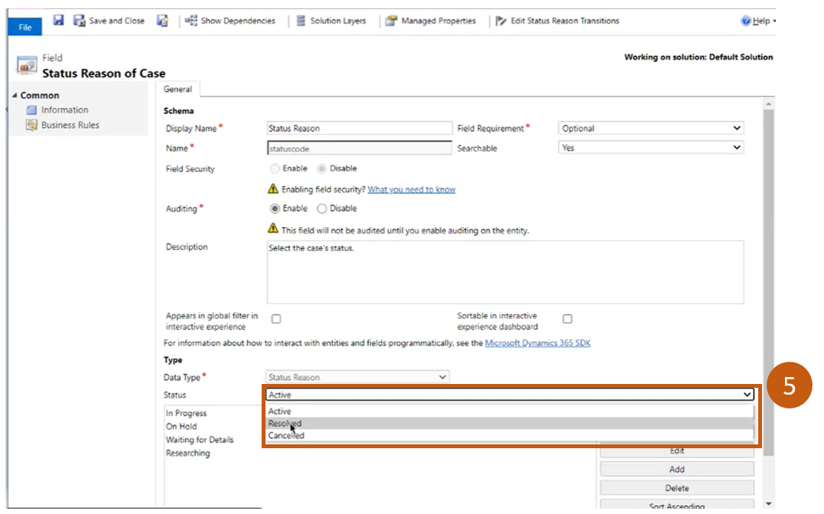 File
Save and Close
Show Dependencies
Solution Layers
Managed Properties
Edit Status Reason Transitions
Help
Field
Status Reason of Case
Working on solution: Default Solution
Common
Information
Business Rules
General
Schema
Display Name* Status Reason Field Requirement* Optional
Name* statuscode Searchable Yes
Field Security Enable Disable
Enabling field security? What you need to know
Auditing* Enable Disable
This field will not be audited until you enable auditing on the entity.
Description Select the case's status.
Appears in global filter in
interactive experience
Sortable in interactive
experience dashboard
For information about how to interact with entities and fields programmatically, see the Microsoft Dynamics 365 SDK
Type
Data Type* Status Reason
Status Active
5
Active
Resolved
Cancelled
In Progress
On Hold
Waiting for Details
Researching
Edit
Add
Delete
Sort Ascending